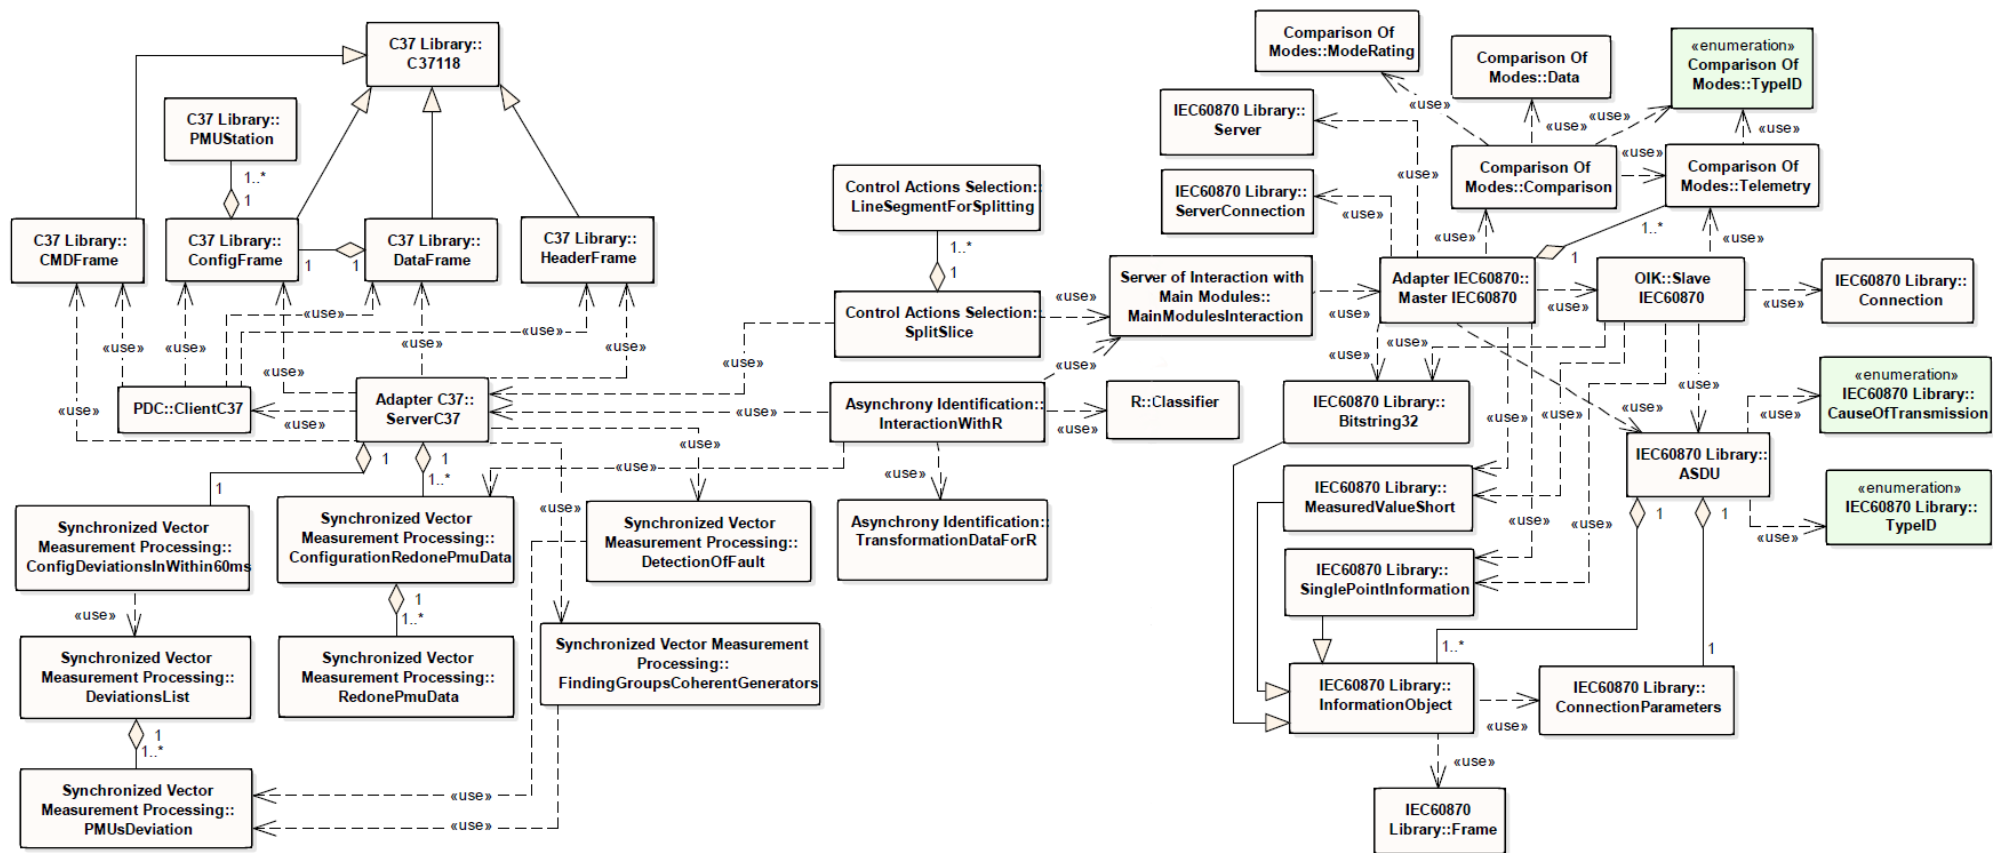 C37 Library::
C37118
C37 Library::
PMUStation
1..*
1
C37 Library::
CMDFrame
C37 Library::
ConfigFrame
1
1
C37 Library::
DataFrame
C37 Library::
HeaderFrame
«use»
«use»
«use»
«use»
«use»
«use»
«use»
«use»
«use»
PDC::ClientC37
Adapter C37::
ServerC37
1
1
1
1..*
Synchronized Vector
Measurement Processing::
ConfigDeviationsInWithin60ms
«use»
Synchronized Vector
Measurement Processing::
DeviationsList
1
1..*
Synchronized Vector
Measurement Processing::
PMUsDeviation
Synchronized Vector
Measurement Processing::
ConfigurationRedonePmuData
1
1..*
Synchronized Vector
Measurement Processing::
RedonePmuData
«use»
«use»
«use»
«use»
«use»
Synchronized Vector
Measurement Processing::
DetectionOfFault
Synchronized Vector Measurement
Processing::
FindingGroupsCoherentGenerators
«use»
«use»
Control Actions Selection::
LineSegmentForSplitting
1..*
1
Control Actions Selection::
SplitSlice
«use»
«use»
Asynchrony Identification::
InteractionWithR
«use»
«use»
Asynchrony Identification::
TransformationDataForR
R::Classifier
Server of Interaction with
Main Modules::
MainModulesInteraction
«use»
Comparison Of
Modes::ModeRating
Comparison Of
Modes::Data
«enumeration»
Comparison Of
Modes::TypeID
«use»
«use»
«use»
«use»
IEC60870 Library::
Server
IEC60870 Library::
ServerConnection
«use»
«use»
Comparison Of
Modes::Comparison
«use»
«use»
Comparison Of
Modes::Telemetry
«use»
1..*
«use»
1
Adapter IEC60870::
Master IEC60870
«use»
OIK::Slave
IEC60870
«use»
IEC60870 Library::
Connection
«use»
«use»
«use»
«use»
«use»
«use»
«use»
IEC60870 Library::
Bitstring32
IEC60870 Library::
MeasuredValueShort
IEC60870 Library::
SinglePointInformation
IEC60870 Library::
ASDU
1
1
«use»
«enumeration»
IEC60870 Library::
CauseOfTransmission
«use»
«enumeration»
IEC60870 Library::
TypeID
1..*
1
IEC60870 Library::
InformationObject
«use»
IEC60870 Library::
ConnectionParameters
«use»
IEC60870
Library::Frame